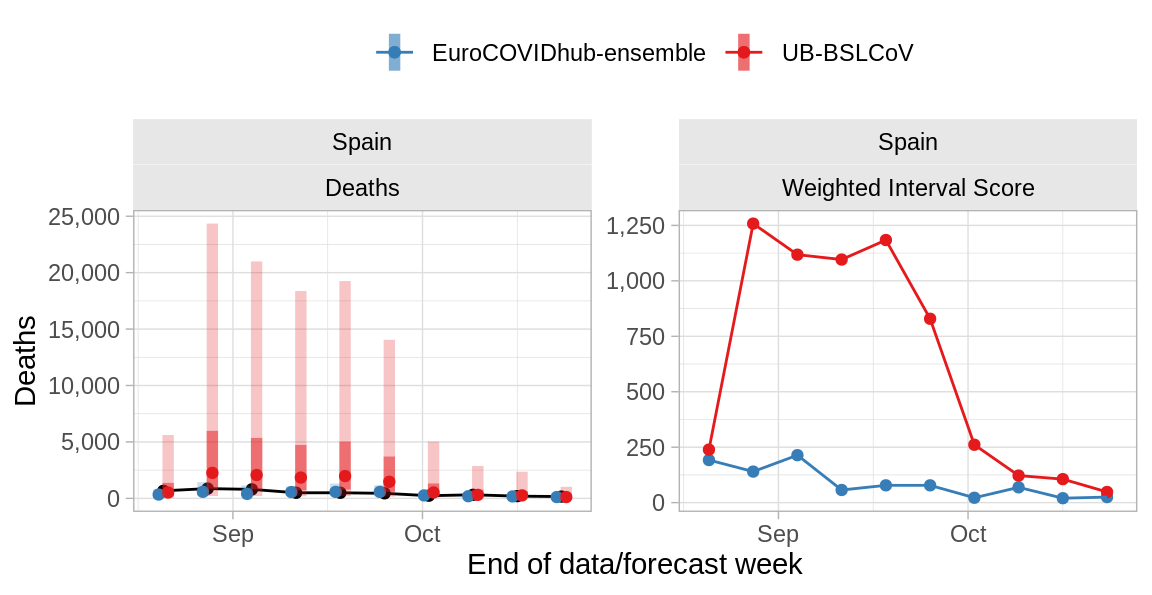 EuroCOVIDhub-ensemble UB-BSLCoV
Spain
Deaths
25,000
20,000
15,000
10,000
5,000
0
Sep Oct
Deaths
Spain
Weighted Interval Score
1,250
1,000
750
500
250
0
Sep Oct
End of data/forecast week